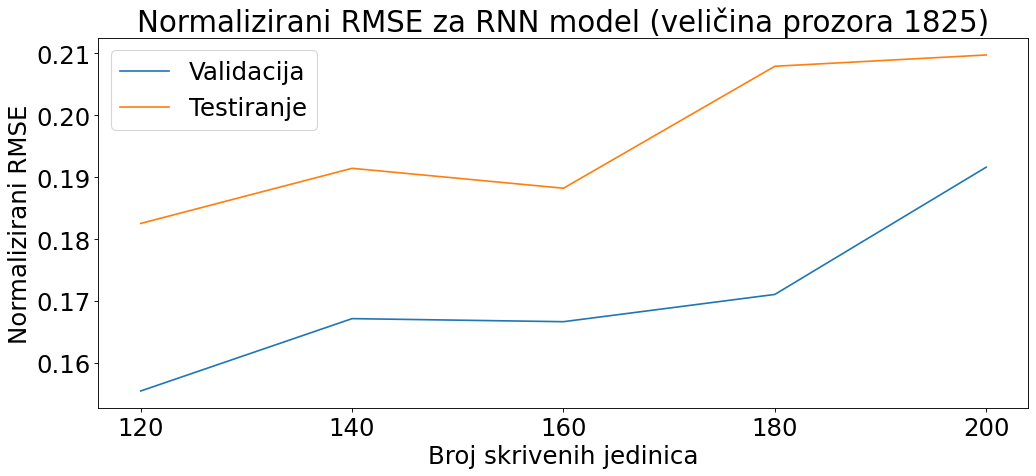 Normalizirani RMSE za RNN model (veličina prozora 1825)
Validacija
Testiranje
Normalizirani RMSE
0.21
0.20
0.19
0.18
0.17
0.16
120 140 160 180 200
Broj skrivenih jedinica